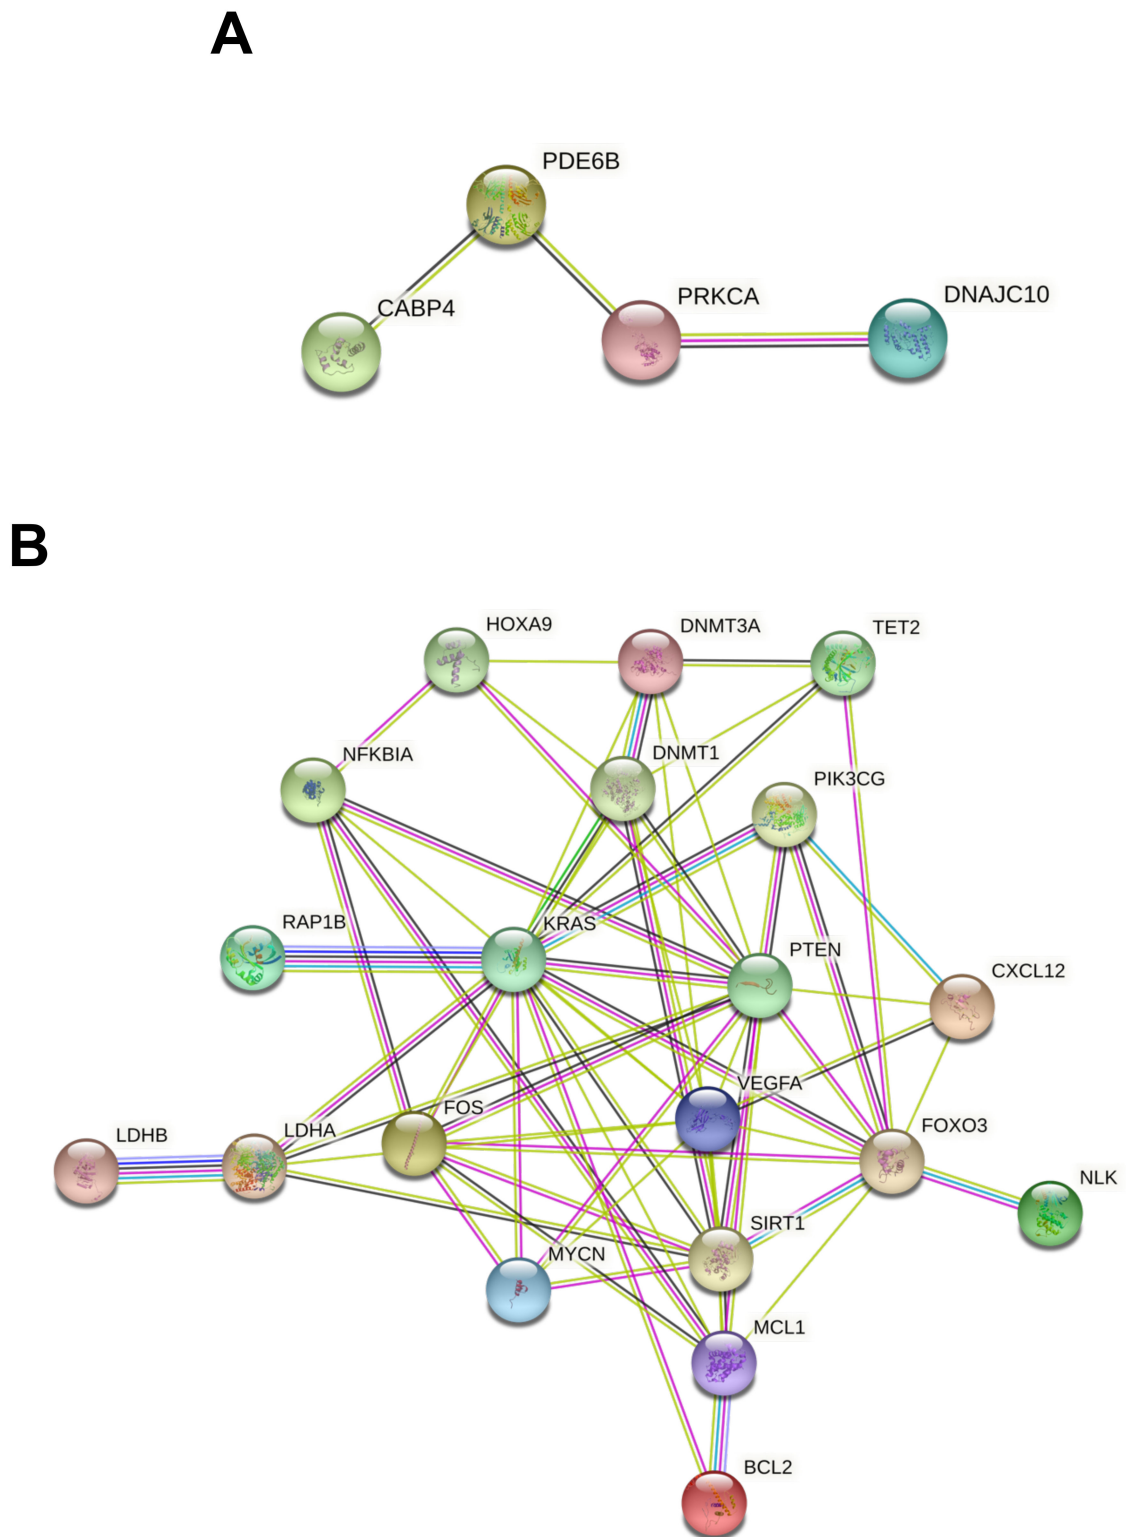 A
PDE6B
CABP4
PRKCA
DNAJC10
B
HOXA9
DNMT3A
TET2
NFKBIA
DNMT1
PIK3CG
RAP1B
KRAS
PTEN
CXCL12
VEGFA
FOS
LDHB
LDHA
FOXO3
NLK
SIRT1
MYCN
MCL1
BCL2